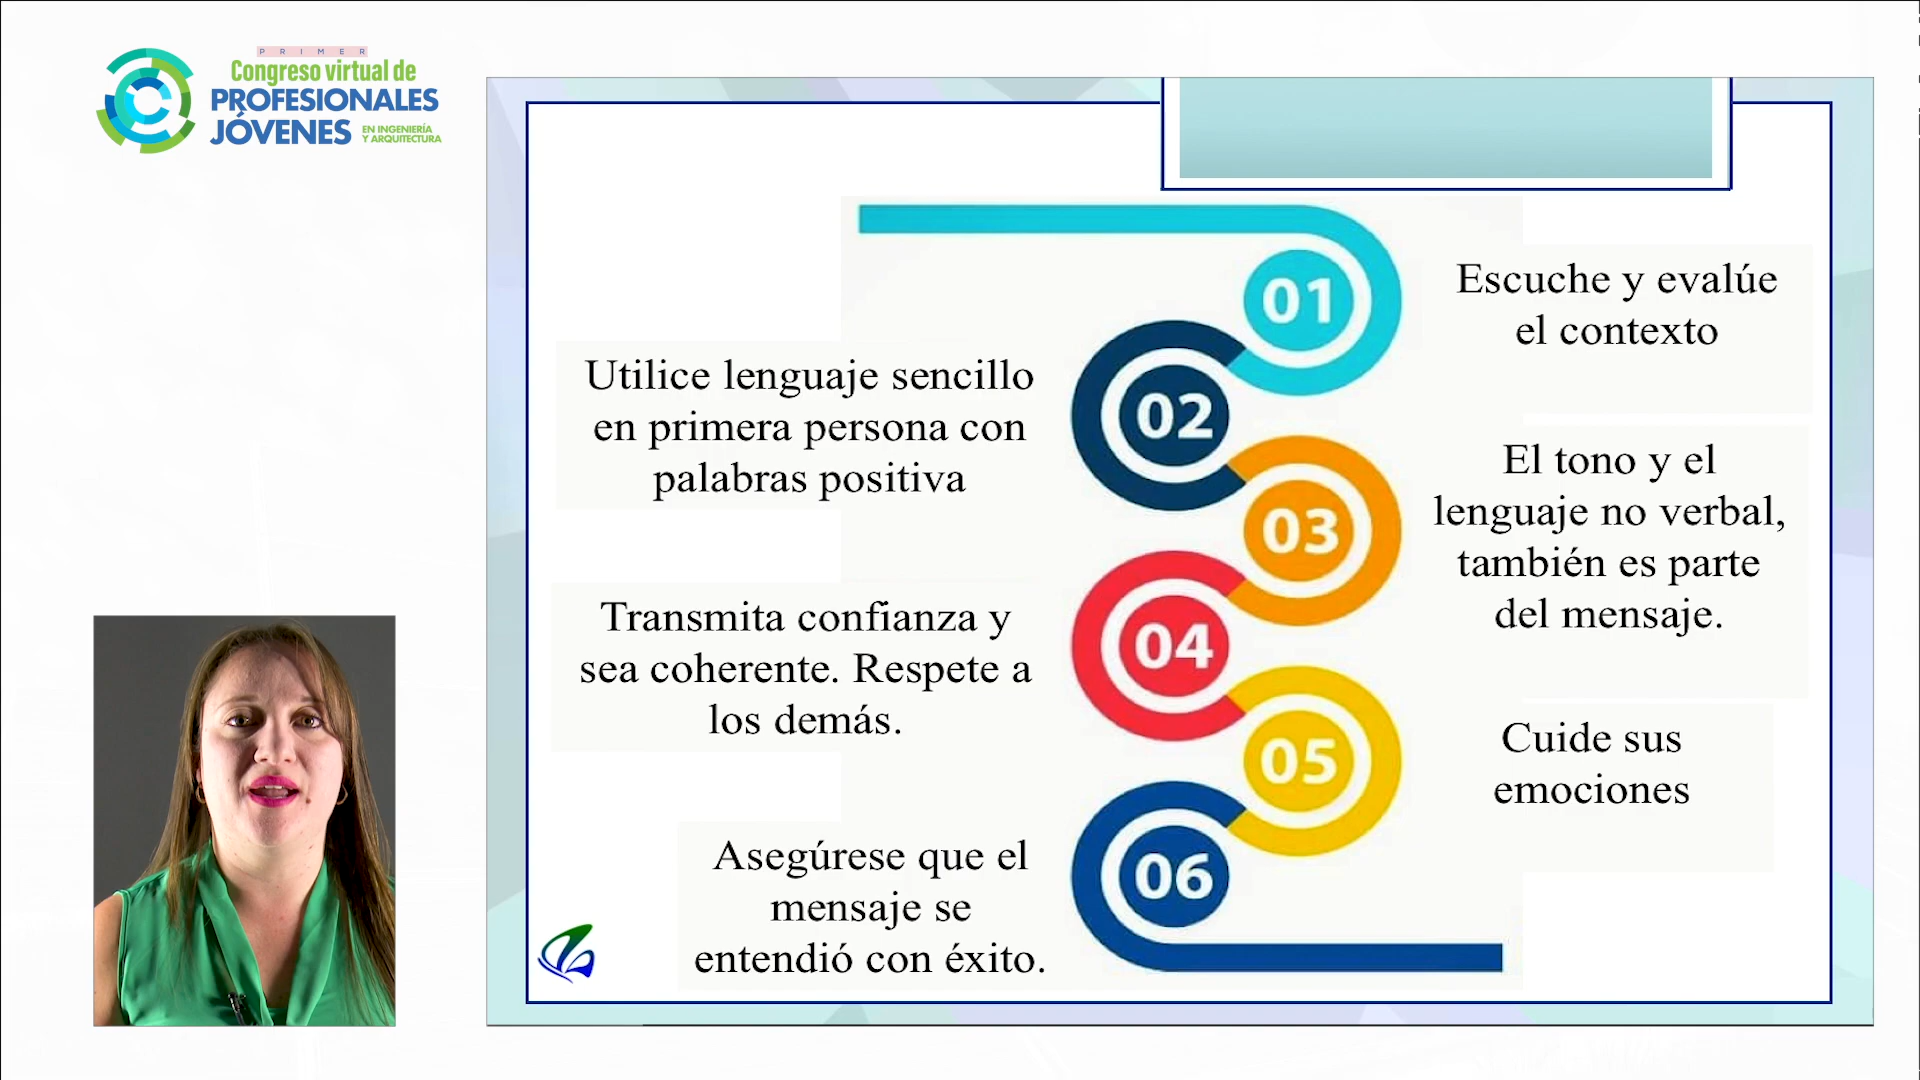 PRIMER
Congreso virtual de
PROFESIONALES
JÓVENES
EN INGENIERÍA
Y ARQUITECTURA
01
Escuche y evalúe
el contexto
02
Utilice lenguaje sencillo
en primera persona con
palabras positiva
03
El tono y el
lenguaje no verbal,
también es parte
del mensaje.
04
Transmita confianza y
sea coherente. Respete a
los demás.
05
Cuide sus
emociones
06
Asegúrese que el
mensaje se
entendió con éxito.